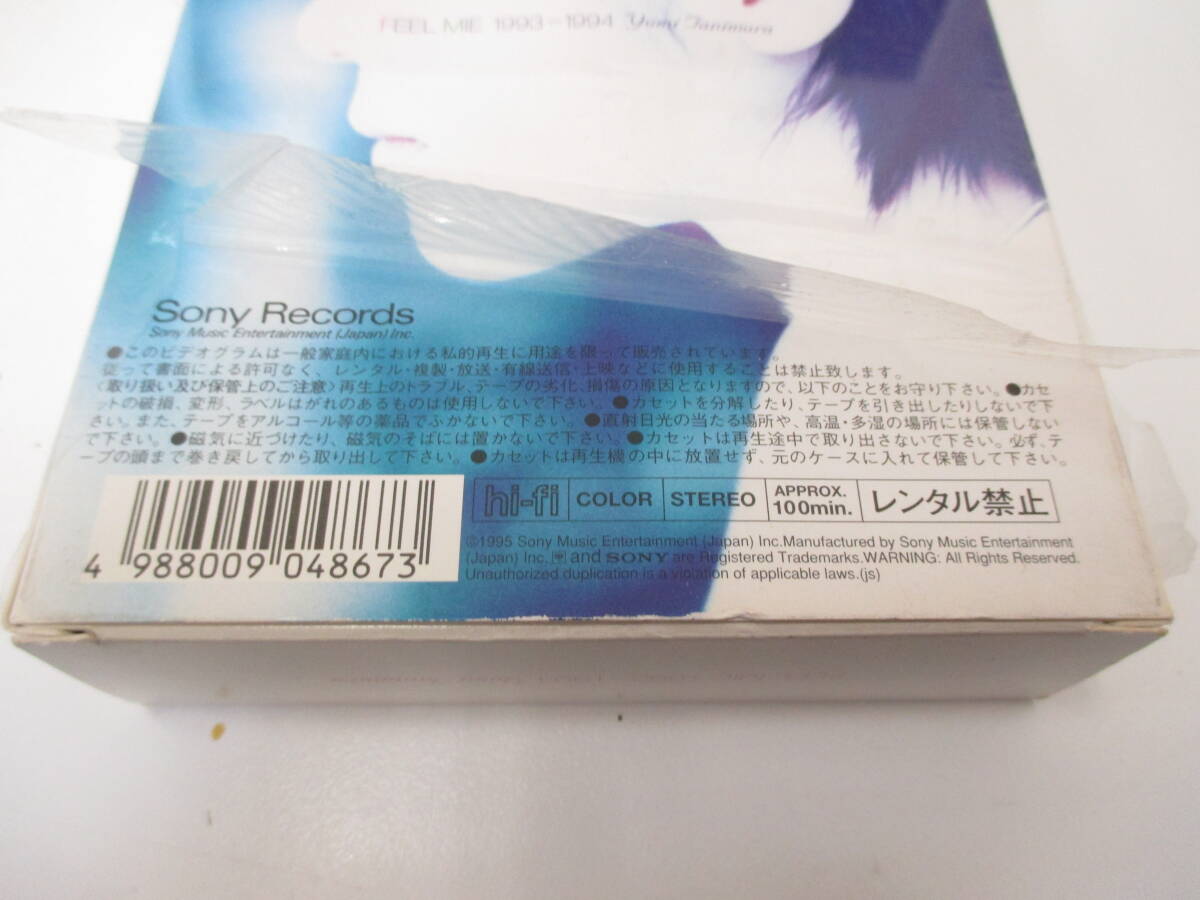 FEEL MIE 1993-1994 Yumi Tanimura
Sony Records
Sony Music Entertainment (Japan) Inc.
●このビデオグラムは一般家庭内における私的再生に用途を限って販売されています。
従って書面による許可なく、レンタル・複製・放送・有線送信・上映などに使用することは禁止致します。
〈取り扱い及び保管上のご注意〉再生上のトラブル、テープの劣化、損傷の原因となりますので、以下のことをお守り下さい。●カセ
ットの破損、変形、ラベルはがれのあるものは使用しないで下さい。●カセットを分解したり、テープを引き出したりしないで下
さい。また、テープをアルコール等の薬品でふかないで下さい。●直射日光の当たる場所や、高温・多湿の場所には保管しない
で下さい。●磁気に近づけたり、磁気のそばには置かないで下さい。●カセットは再生途中で取り出さないで下さい。必ず、テ
ープの頭まで巻き戻してから取り出して下さい。●カセットは再生機の中に放置せず、元のケースに入れて保管して下さい。
hi-fi COLOR STEREO APPROX. 100min. レンタル禁止
4 988009 048673
©1995 Sony Music Entertainment (Japan) Inc.Manufactured by Sony Music Entertainment
(Japan) Inc. and SONY are Registered Trademarks.WARNING: All Rights Reserved.
Unauthorized duplication is a violation of applicable laws.(js)